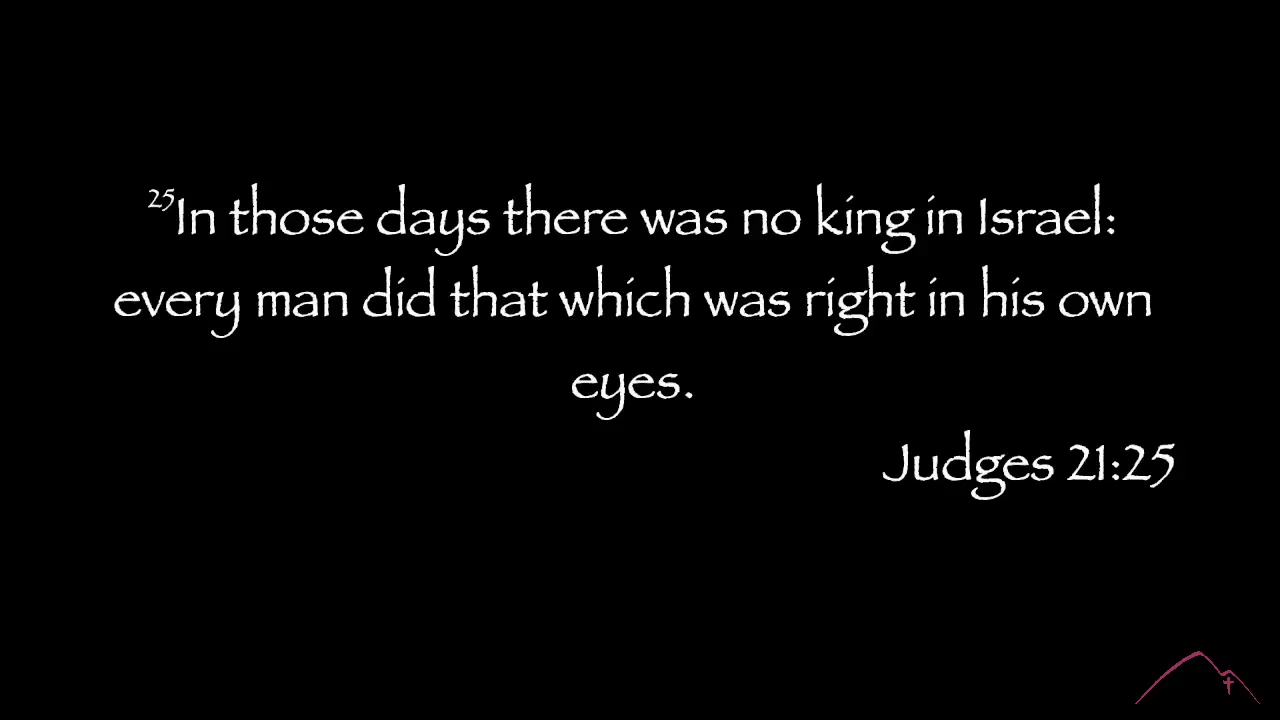 25In those days there was no king in Israel:
every man did that which was right in his own
eyes.
Judges 21:25